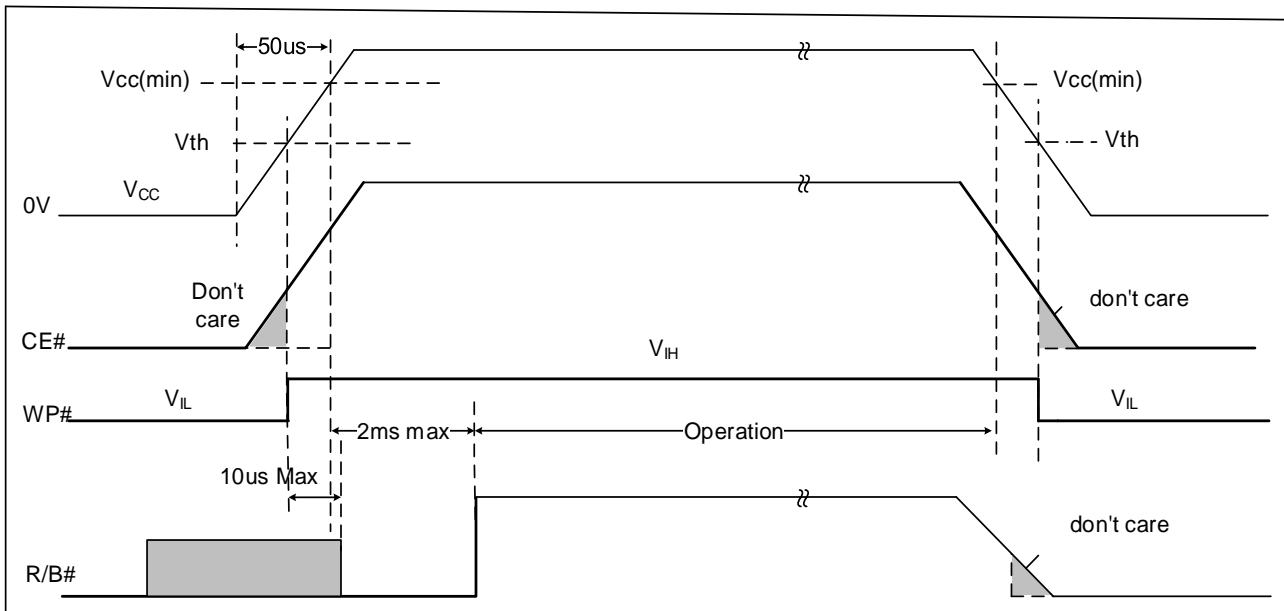 50us
Vcc(min)
Vcc(min)
Vth
Vth
VCC
0V
Don't
care
don't care
CE#
VIH
VIL
VIL
WP#
2ms max
Operation
10us Max
don't care
R/B#